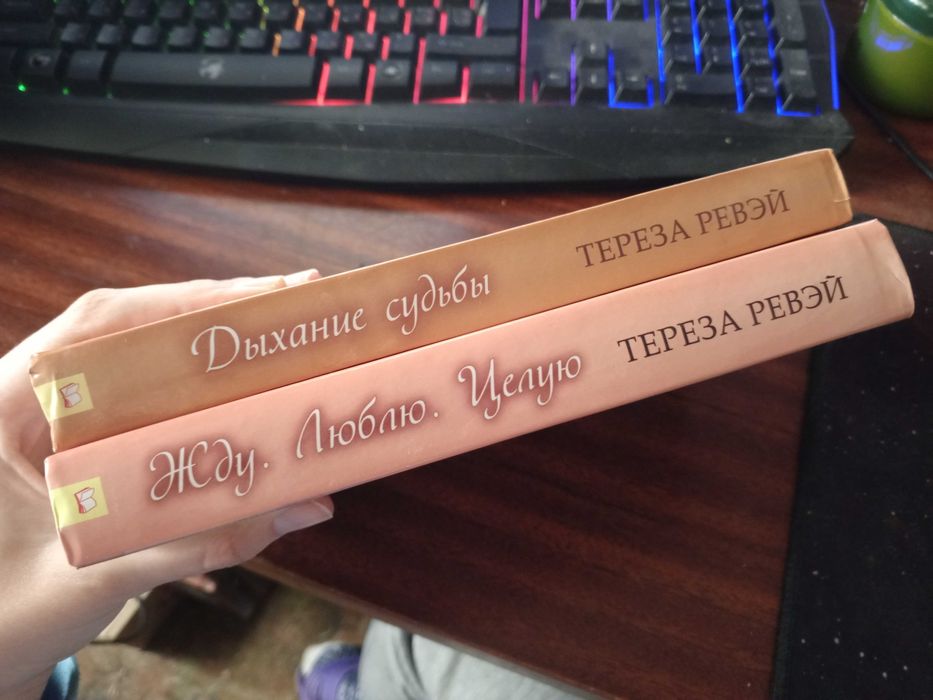 Дыхание судьбы ТЕРЕЗА РЕВЭЙ
Жду. Люблю. Целую ТЕРЕЗА РЕВЭЙ